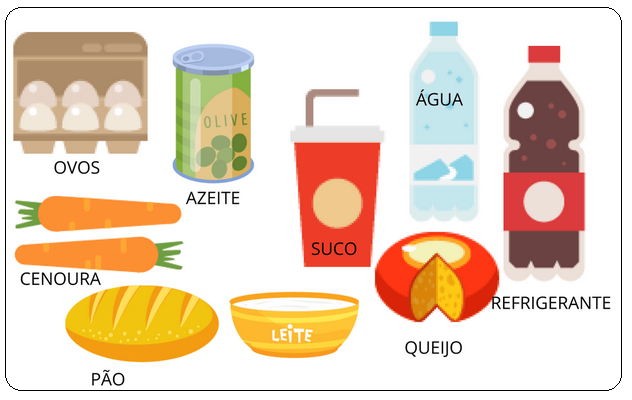 ÁGUA
OLIVE
OVOS
AZEITE
SUCO
CENOURA
REFRIGERANTE
LEITE
QUEIJO
PÃO